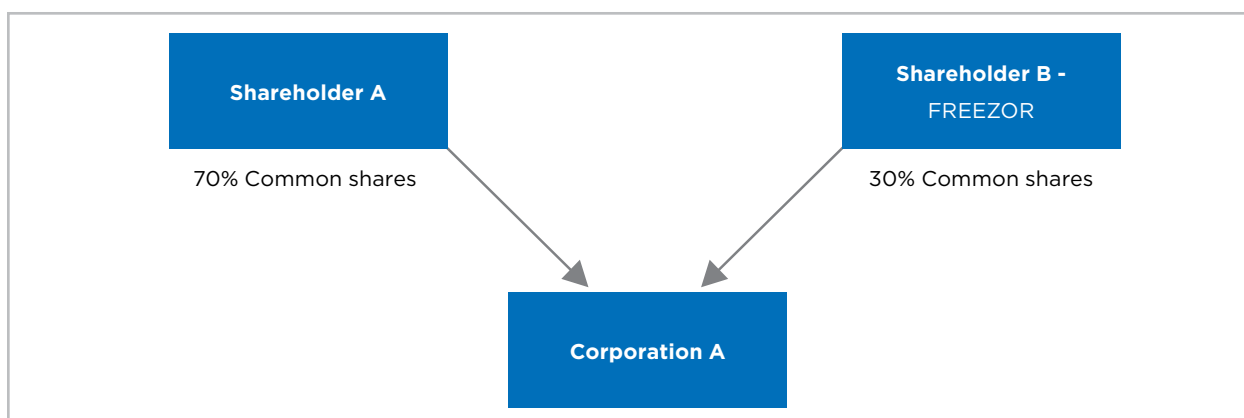 Shareholder A
Shareholder B -
FREEZOR
70% Common shares
30% Common shares
Corporation A